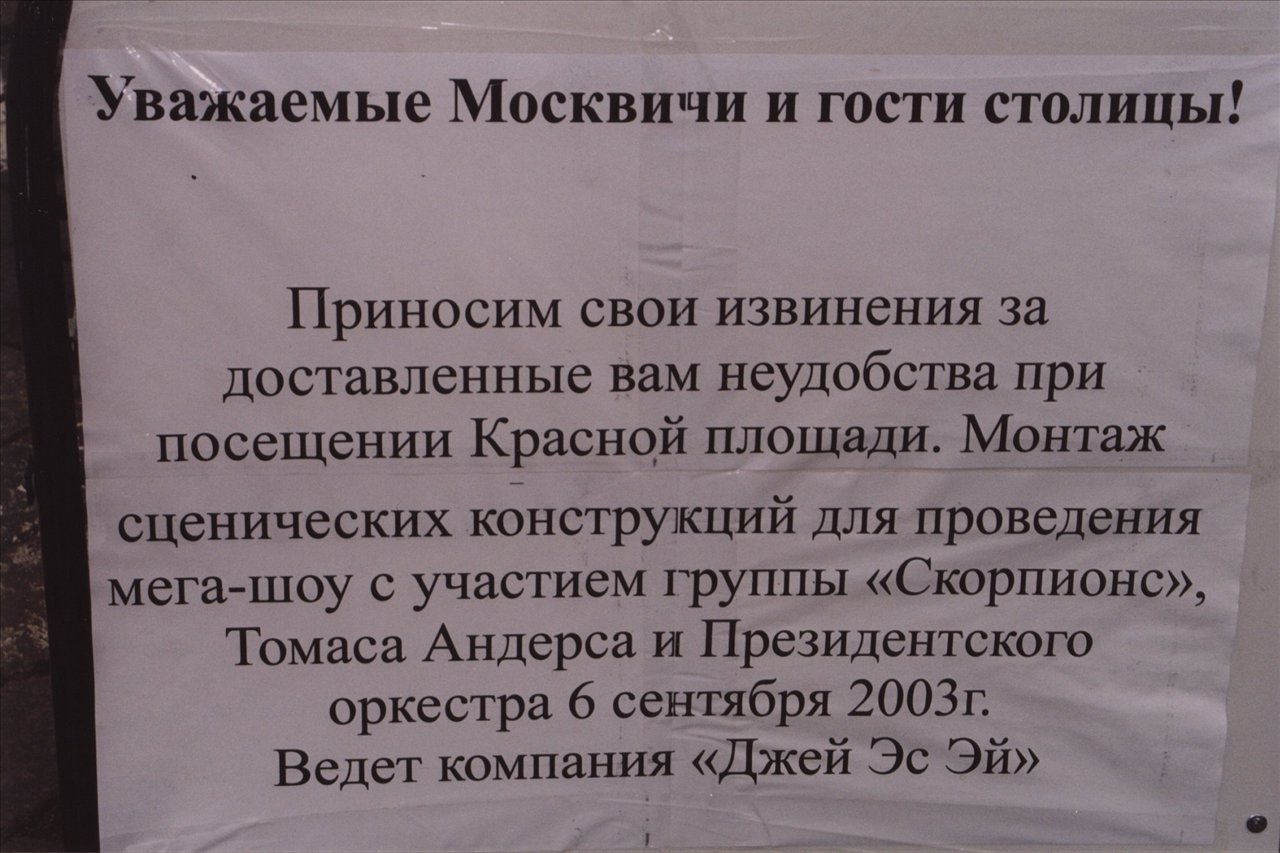 Уважаемые Москвичи и гости столицы!
Приносим свои извинения за
доставленные вам неудобства при
посещении Красной площади. Монтаж
сценических конструкций для проведения
мега-шоу с участием группы «Скорпионс»,
Томаса Андерса и Президентского
оркестра 6 сентября 2003г.
Ведет компания «Джей Эс Эй»